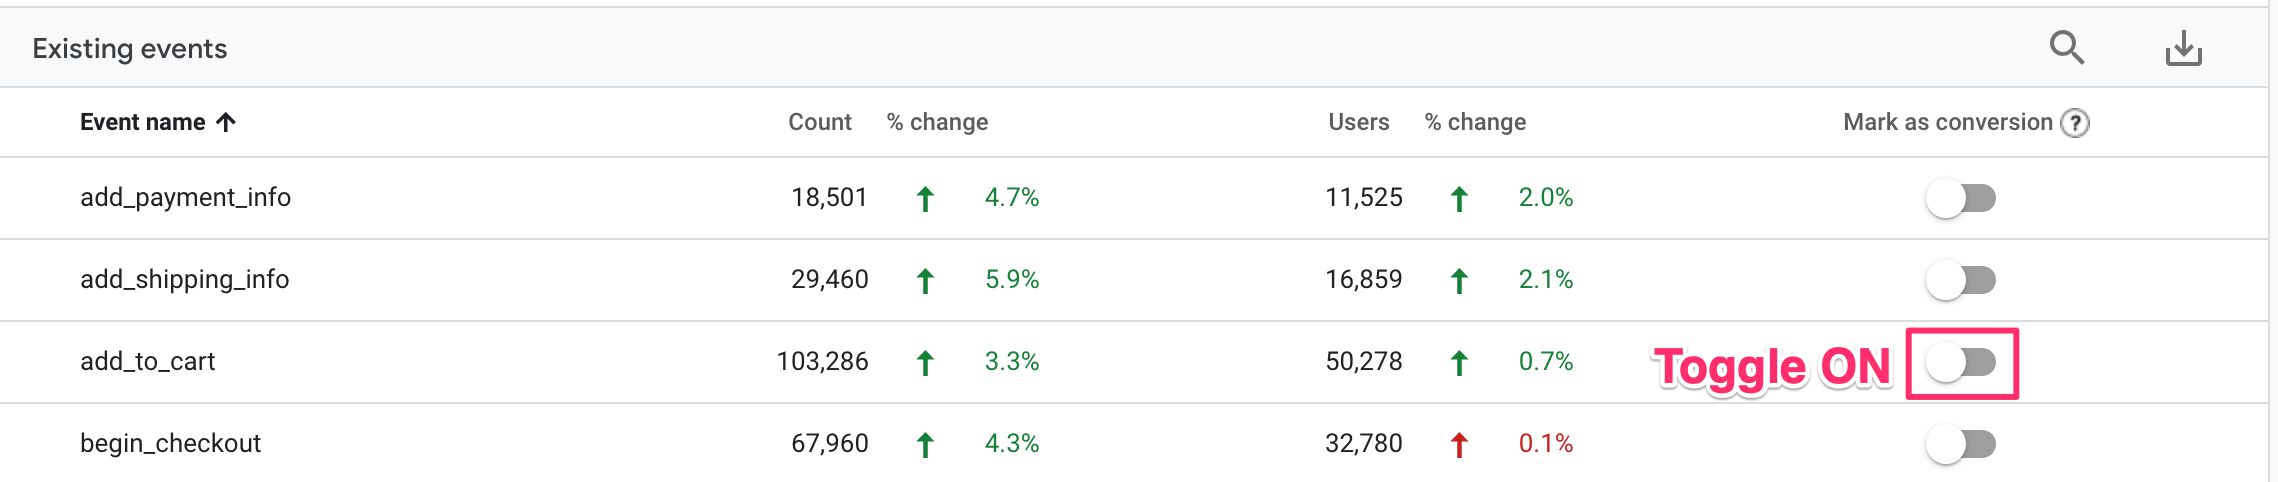 Existing events
Event name ↑ Count % change Users % change Mark as conversion ?
add_payment_info 18,501 ↑ 4.7% 11,525 ↑ 2.0%
add_shipping_info 29,460 ↑ 5.9% 16,859 ↑ 2.1%
add_to_cart 103,286 ↑ 3.3% 50,278 ↑ 0.7% Toggle ON
begin_checkout 67,960 ↑ 4.3% 32,780 ↑ 0.1%